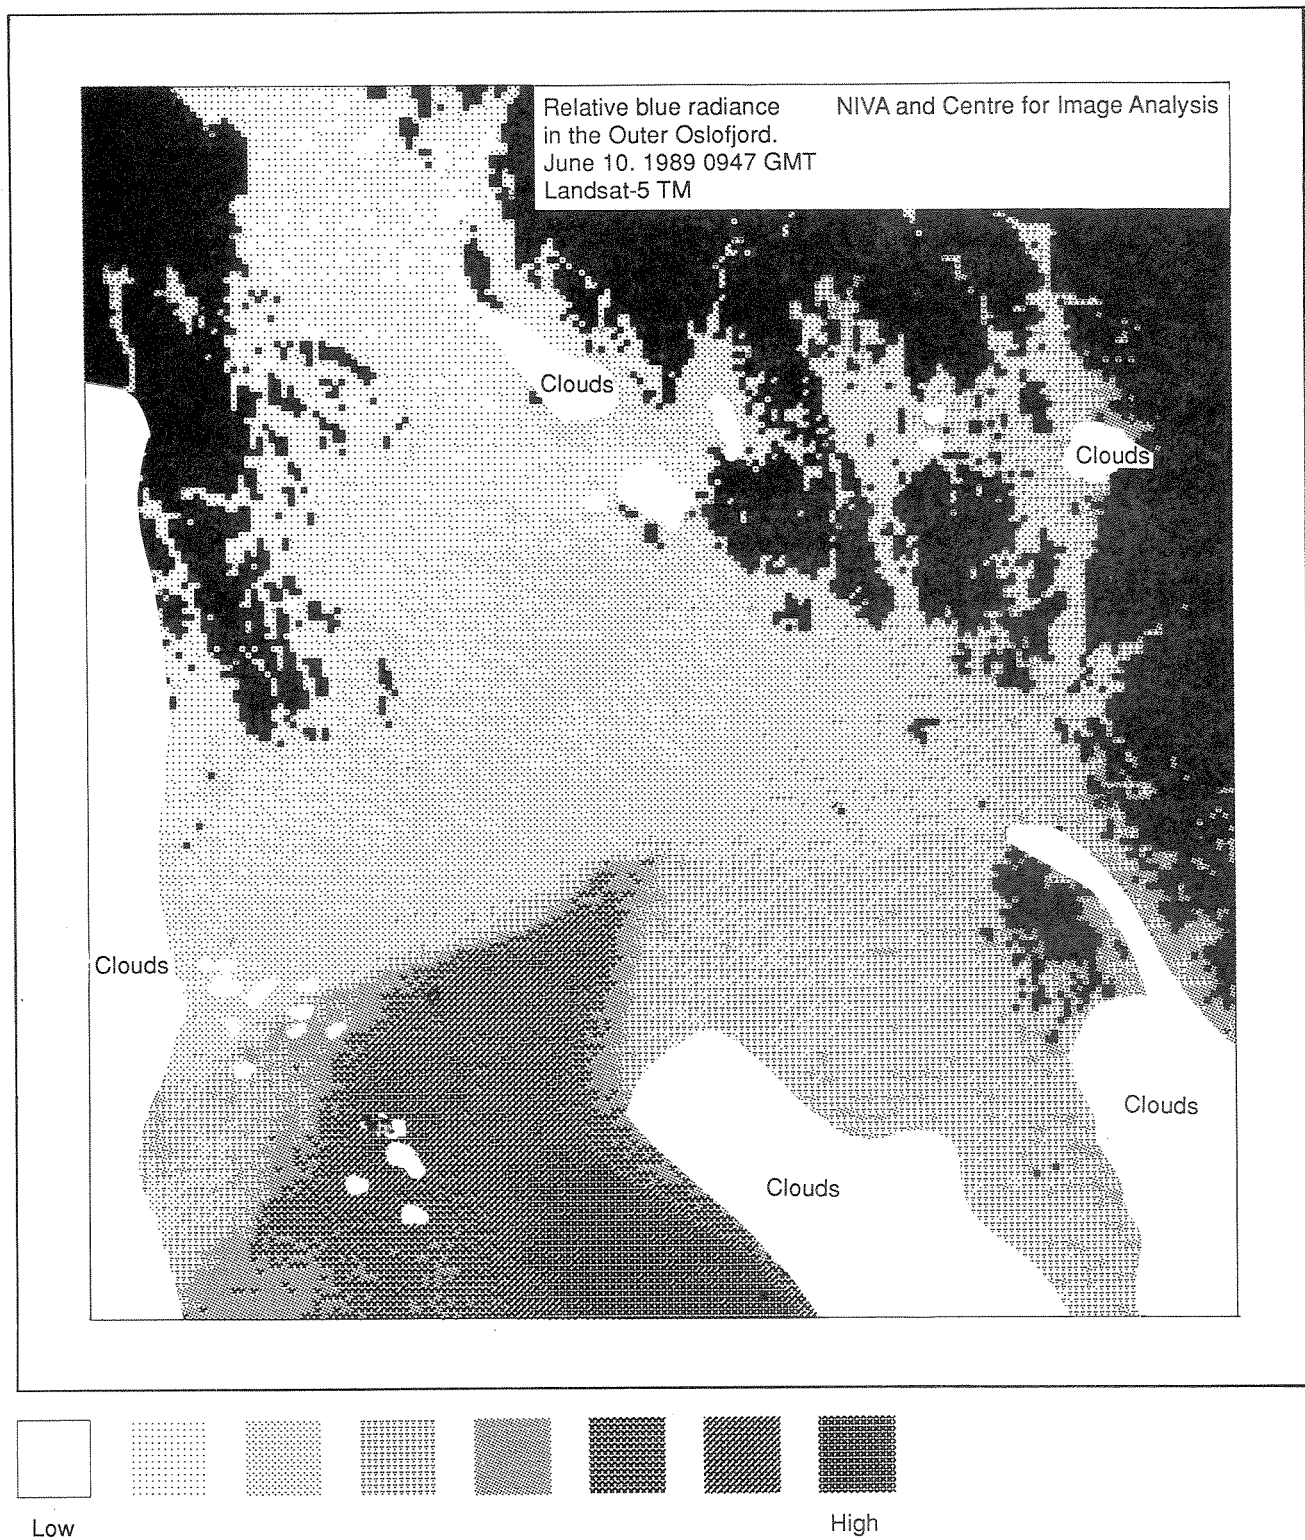 Relative blue radiance NIVA and Centre for Image Analysis
in the Outer Oslofjord.
June 10. 1989 0947 GMT
Landsat-5 TM
Clouds
Clouds
Clouds
Clouds
Clouds
Low High